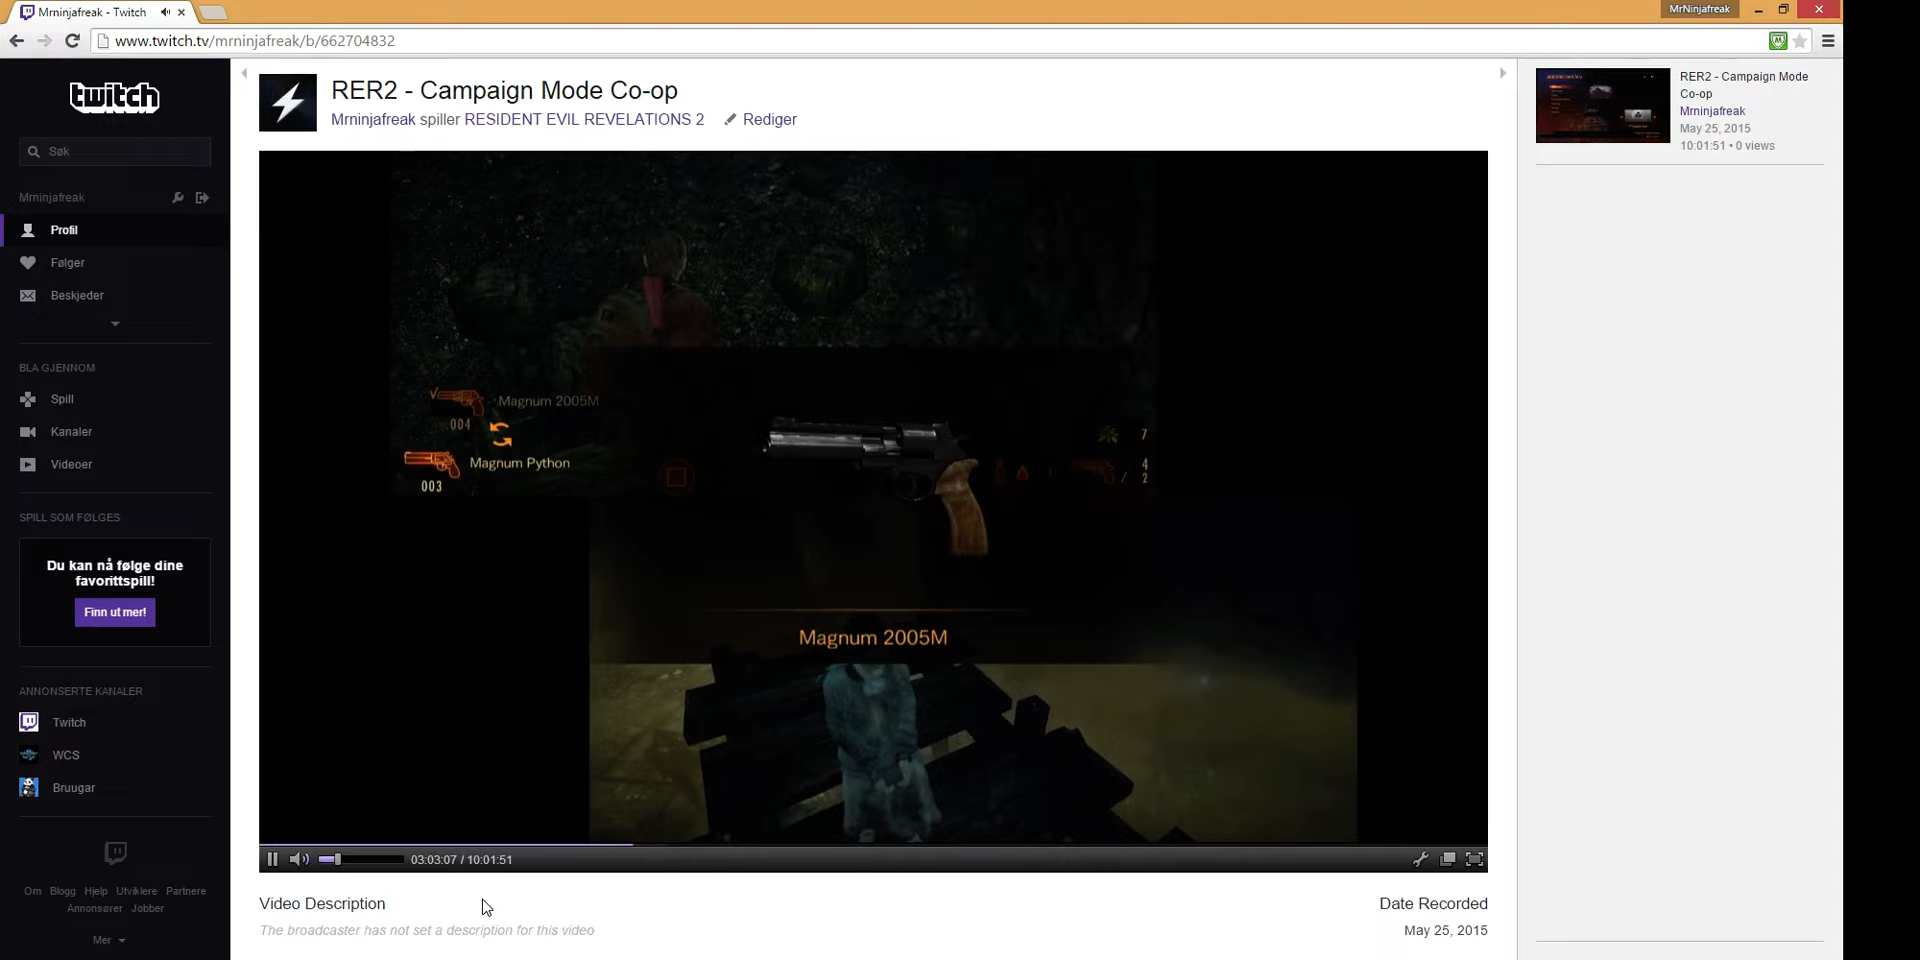 Mrninjafreak - Twitch
MrNinjafreak
www.twitch.tv/mrninjafreak/b/662704832
twitch
Søk
Mrninjafreak
Profil
Følger
Beskjeder
BLA GJENNOM
Spill
Kanaler
Videoer
SPILL SOM FØLGES
Du kan nå følge dine
favorittspill!
Finn ut mer!
ANNONSERTE KANALER
Twitch
WCS
Bruugar
Om Blogg Hjelp Utviklere Partnere
Annonsører Jobber
Mer
RER2 - Campaign Mode Co-op
Mrninjafreak spiller RESIDENT EVIL REVELATIONS 2 Rediger
Magnum 2005M
004
Magnum Python
003
7
4
/ 2
Magnum 2005M
03:03:07 / 10:01:51
Video Description
The broadcaster has not set a description for this video
Date Recorded
May 25, 2015
RER2 - Campaign Mode
Co-op
Mrninjafreak
May 25, 2015
10:01:51 • 0 views